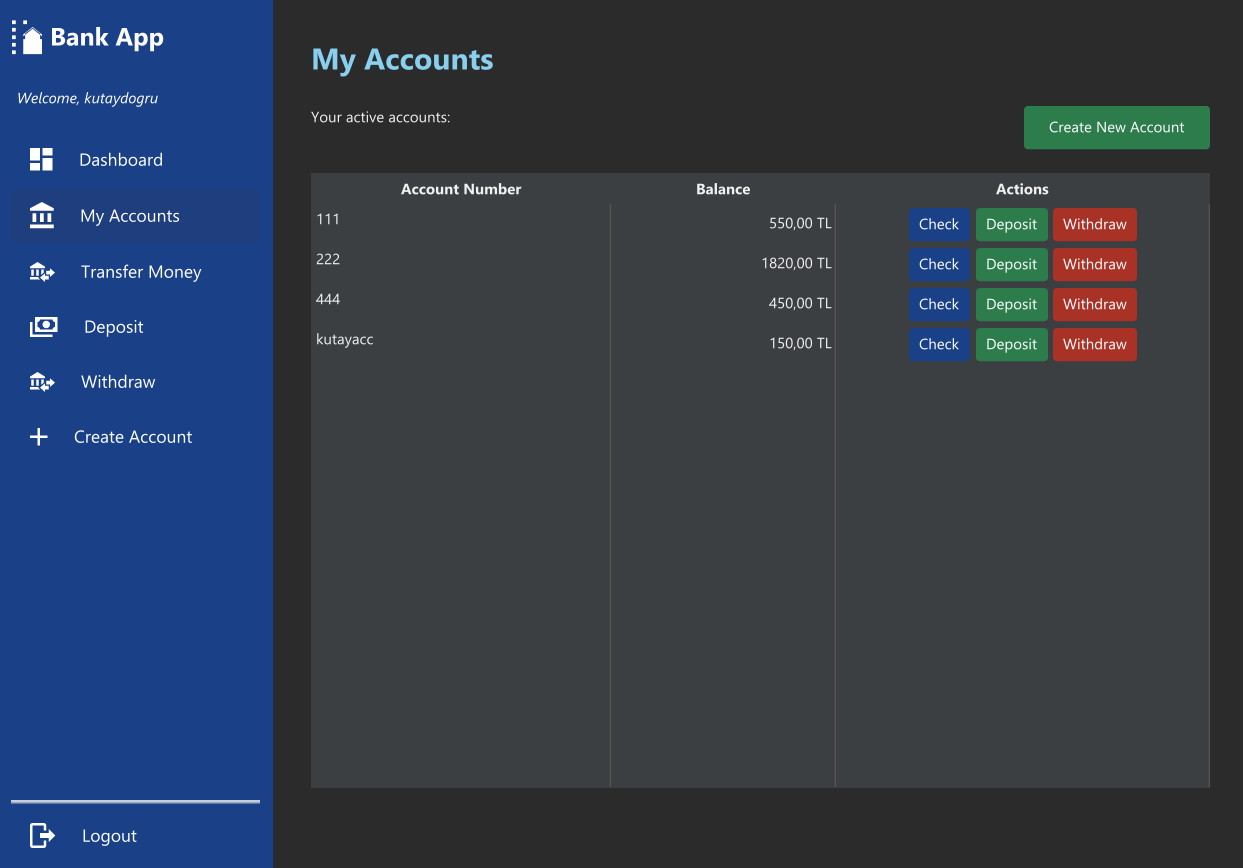 Bank App
Welcome, kutaydogru
Dashboard
My Accounts
Transfer Money
Deposit
Withdraw
Create Account
Logout
My Accounts
Your active accounts:
Create New Account
Account Number Balance Actions
111 550,00 TL Check Deposit Withdraw
222 1820,00 TL Check Deposit Withdraw
444 450,00 TL Check Deposit Withdraw
kutayacc 150,00 TL Check Deposit Withdraw